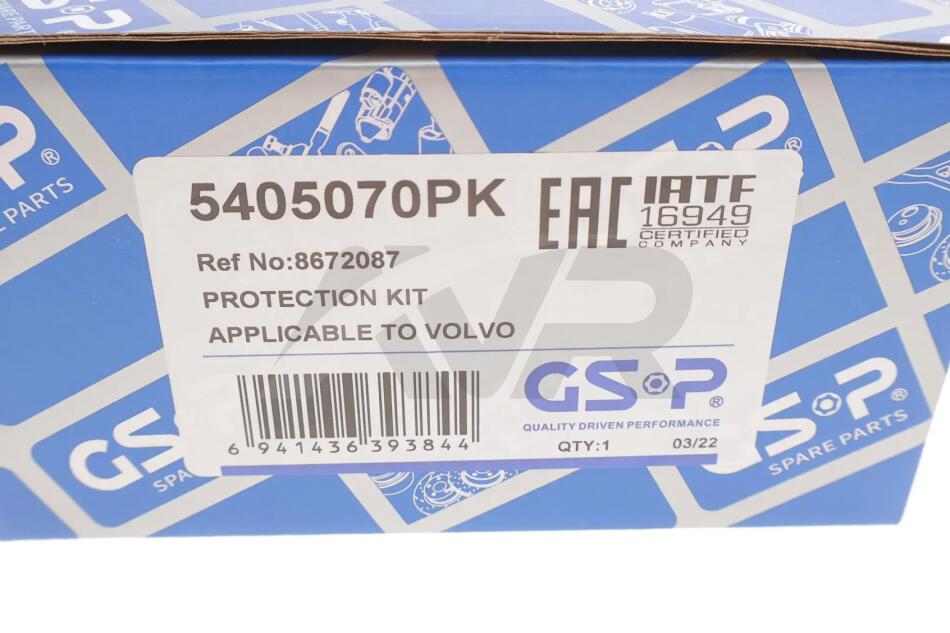 GS P
SPARE PARTS
5405070PK
EAC
IATF
16949
CERTIFIED
COMPANY
Ref No:8672087
PROTECTION KIT
APPLICABLE TO VOLVO
GSP®
QUALITY DRIVEN PERFORMANCE
6 941436 393844
QTY:1
03/22
GSP®
SPARE PARTS